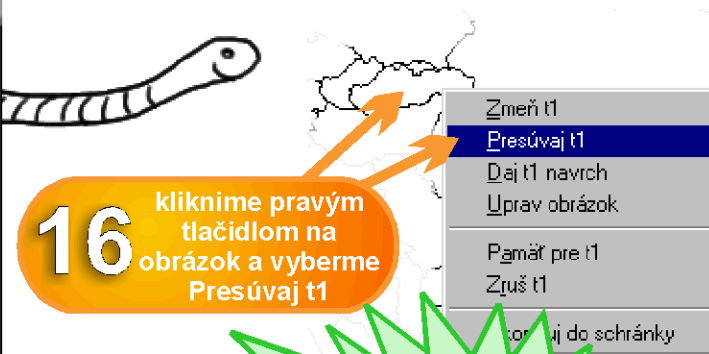 Zmeň t1
Presúvaj t1
Daj t1 navrch
Uprav obrázok
Pamäť pre t1
Zruš t1
do schránky
16
kliknime pravým
tlačidlom na
obrázok a vyberme
Presúvaj t1